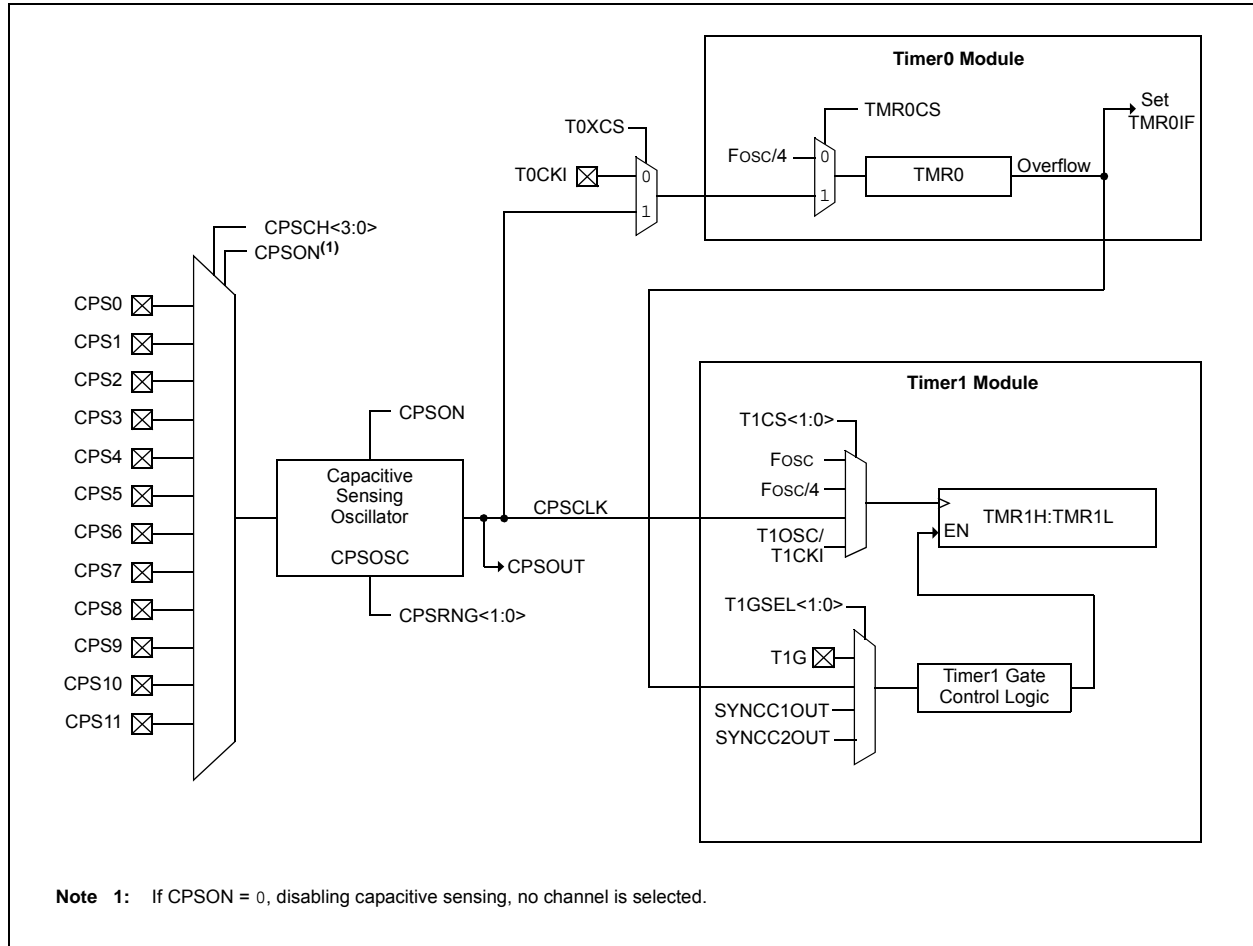 Timer0 Module
Set
TMR0IF
TMR0CS
T0XCS
FOSC/4
0
T0CKI
0
TMR0
Overflow
1
1
CPSCH<3:0>
CPSON(1)
CPS0
CPS1
CPS2
CPS3
CPS4
CPS5
CPS6
CPS7
CPS8
CPS9
CPS10
CPS11
CPSON
Capacitive
Sensing
Oscillator
CPSOSC
CPSCLK
CPSOUT
CPSRNG<1:0>
Timer1 Module
T1CS<1:0>
FOSC
FOSC/4
T1OSC/
T1CKI
TMR1H:TMR1L
EN
T1GSEL<1:0>
T1G
Timer1 Gate
Control Logic
SYNCC1OUT
SYNCC2OUT
Note 1: If CPSON = 0, disabling capacitive sensing, no channel is selected.